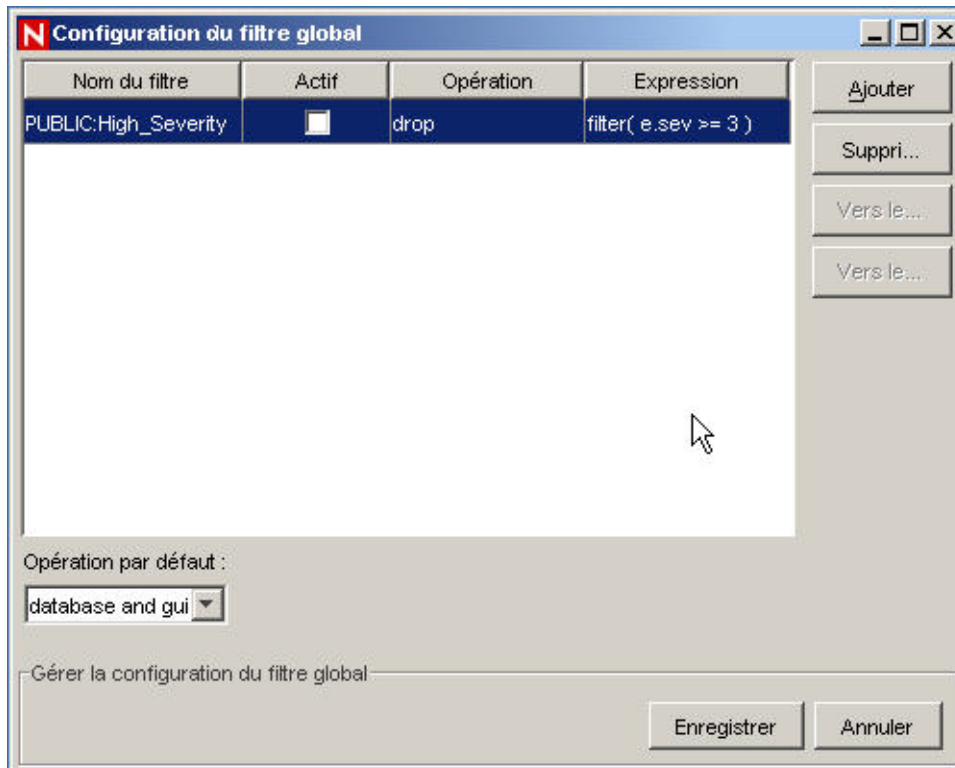 N Configuration du filtre global
Nom du filtre Actif Opération Expression
PUBLIC:High_Severity drop filter( e.sev >= 3 )
Ajouter
Suppri...
Vers le...
Vers le...
Opération par défaut :
database and gui
Gérer la configuration du filtre global
Enregistrer Annuler